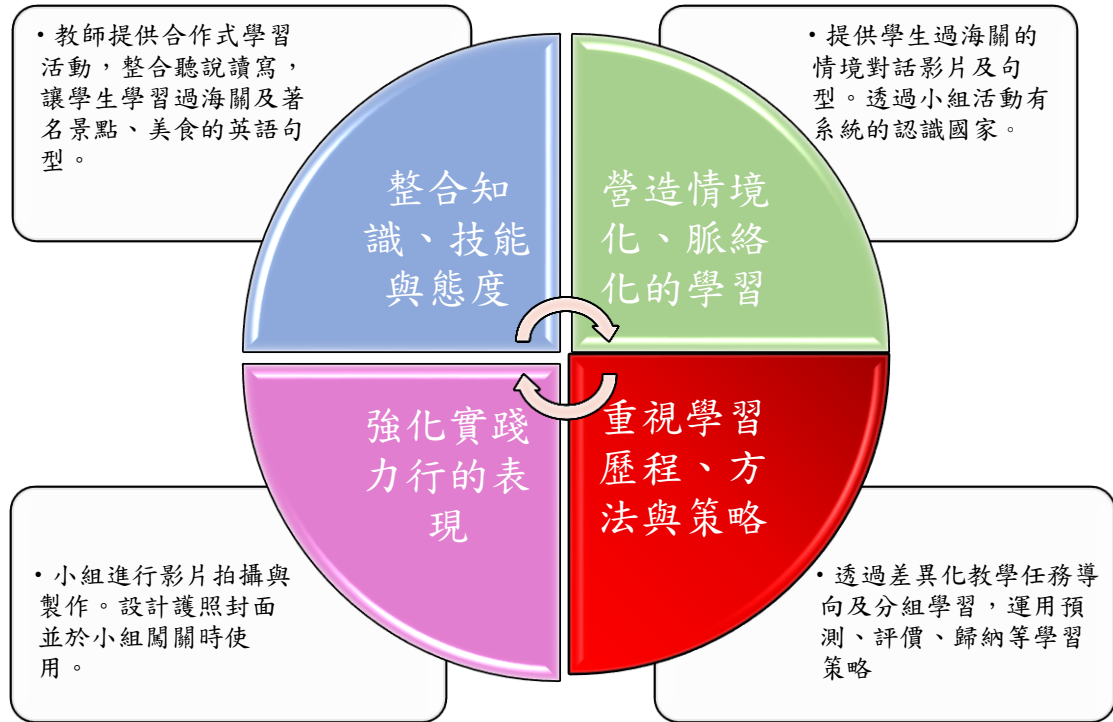 ・教師提供合作式學習
活動，整合聽說讀寫，
讓學生學習過海關及著
名景點、美食的英語句
型。
・提供學生過海關的
情境對話影片及句
型。透過小組活動有
系統的認識國家。
整合知
識、技能
與態度
營造情境
化、脈絡
化的學習
強化實踐
力行的表
現
重視學習
歷程、方
法與策略
・小組進行影片拍攝與
製作。設計護照封面
並於小組闖關時使
用。
・透過差異化教學任務導
向及分組學習，運用預
測、評價、歸納等學習
策略